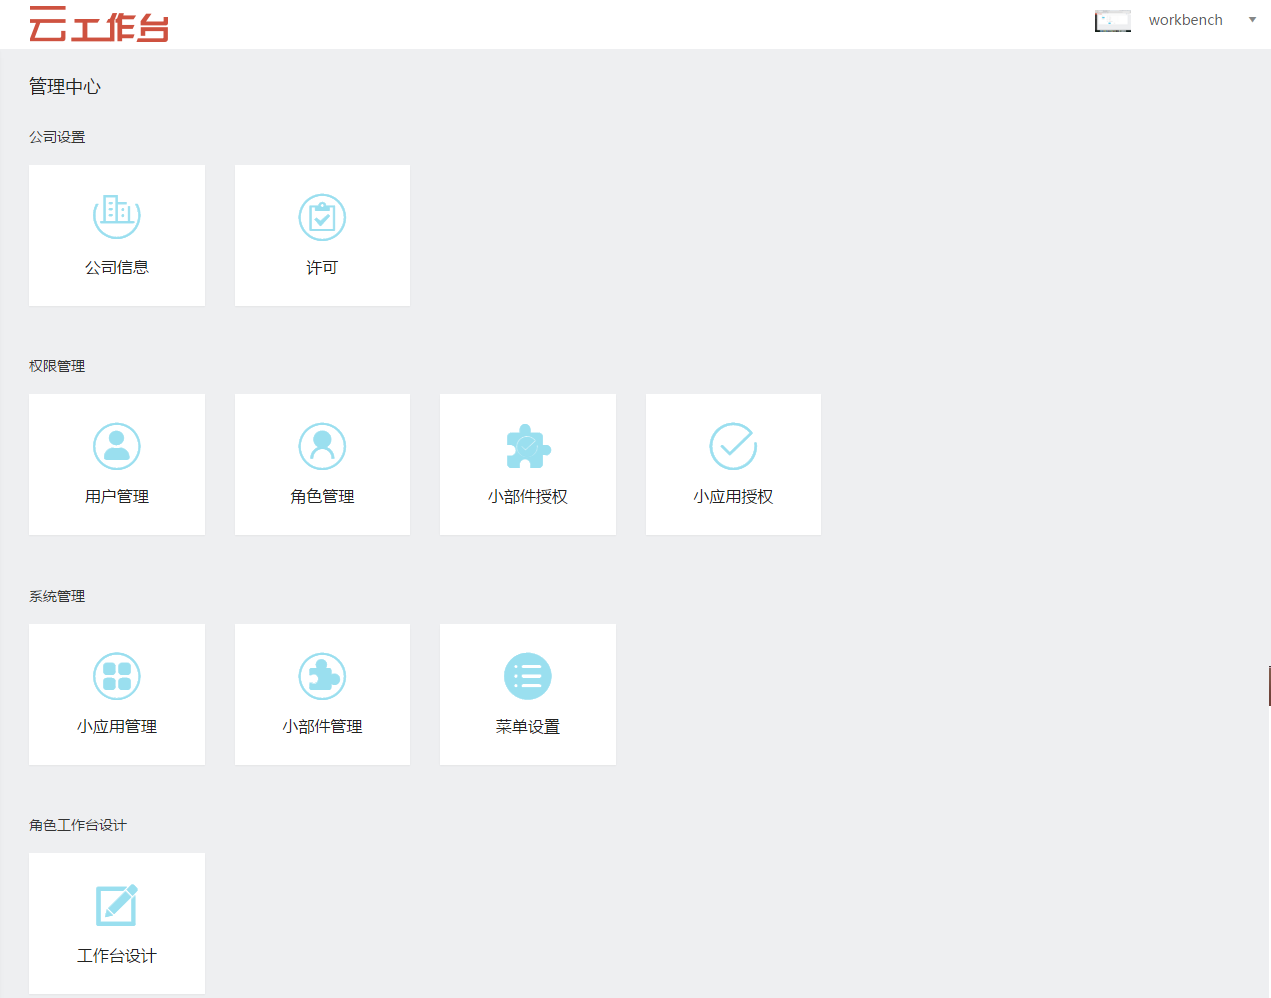 云工作台
workbench
管理中心
公司设置
公司信息
许可
权限管理
用户管理
角色管理
小部件授权
小应用授权
系统管理
小应用管理
小部件管理
菜单设置
角色工作台设计
工作台设计